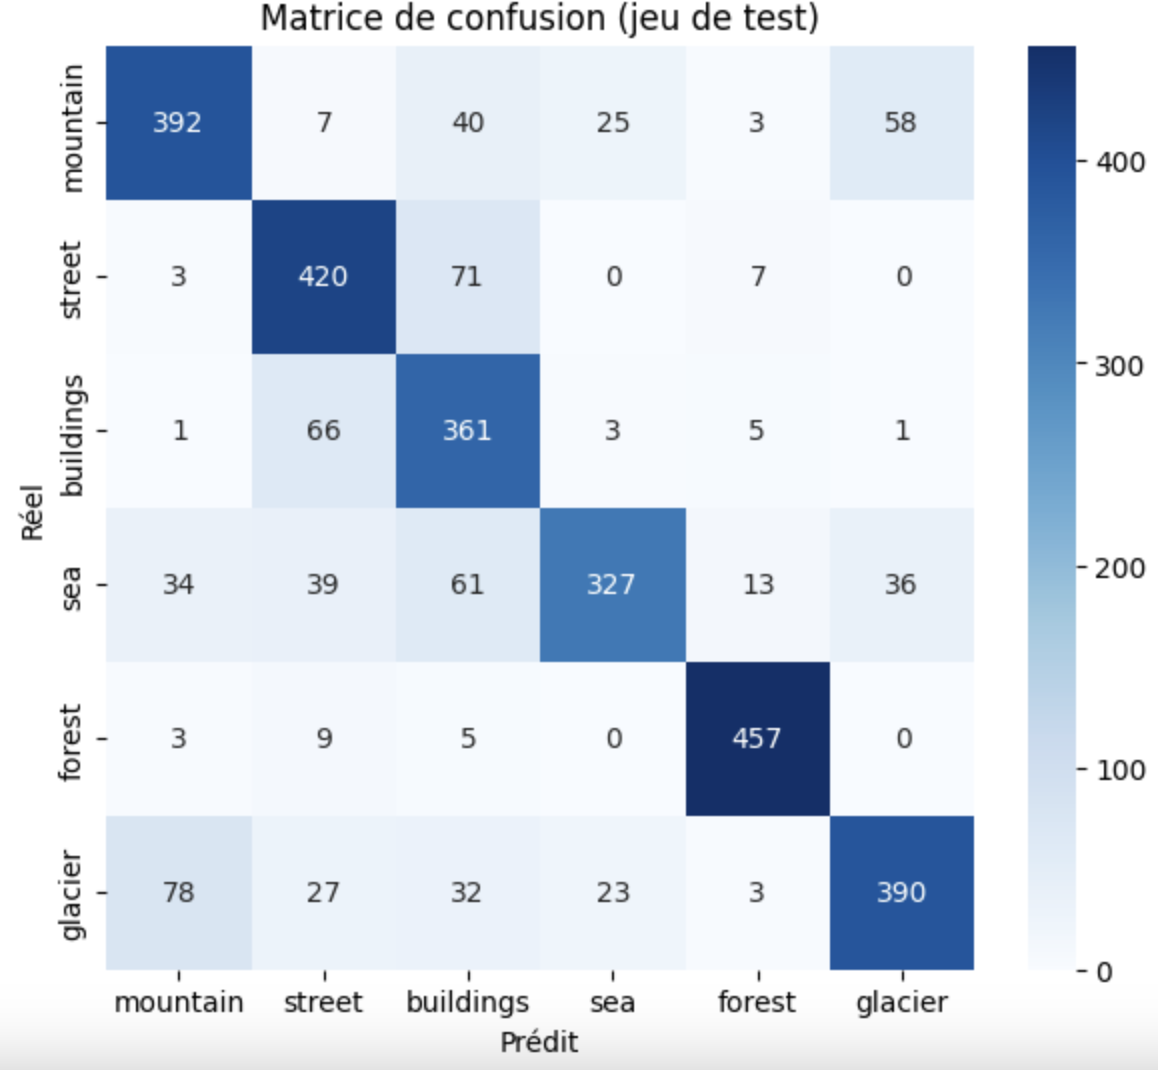 Matrice de confusion (jeu de test)
mountain 392 7 40 25 3 58
street 3 420 71 0 7 0
buildings 1 66 361 3 5 1
sea 34 39 61 327 13 36
forest 3 9 5 0 457 0
glacier 78 27 32 23 3 390
mountain street buildings sea forest glacier
Prédit
Réel
400
300
200
100
0